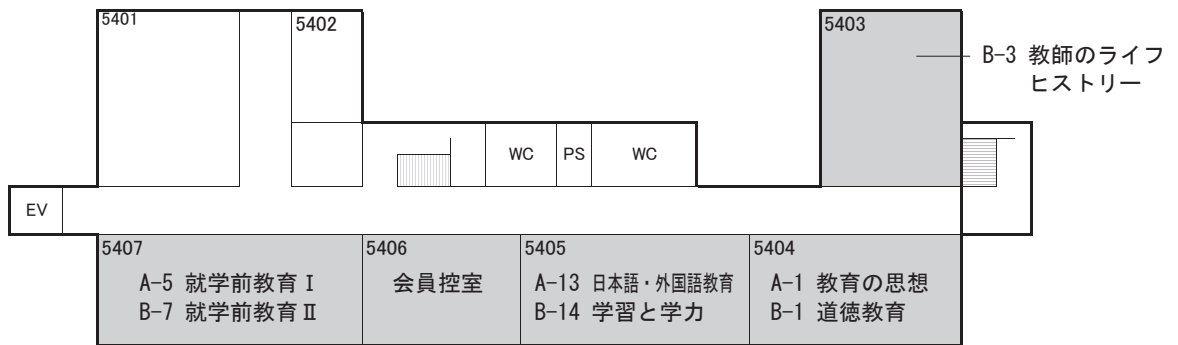 5401
5402
5403
B-3 教師のライフ
ヒストリー
WC
PS
WC
EV
5407
A-5 就学前教育Ⅰ
B-7 就学前教育Ⅱ
5406
会員控室
5405
A-13 日本語・外国語教育
B-14 学習と学力
5404
A-1 教育の思想
B-1 道徳教育